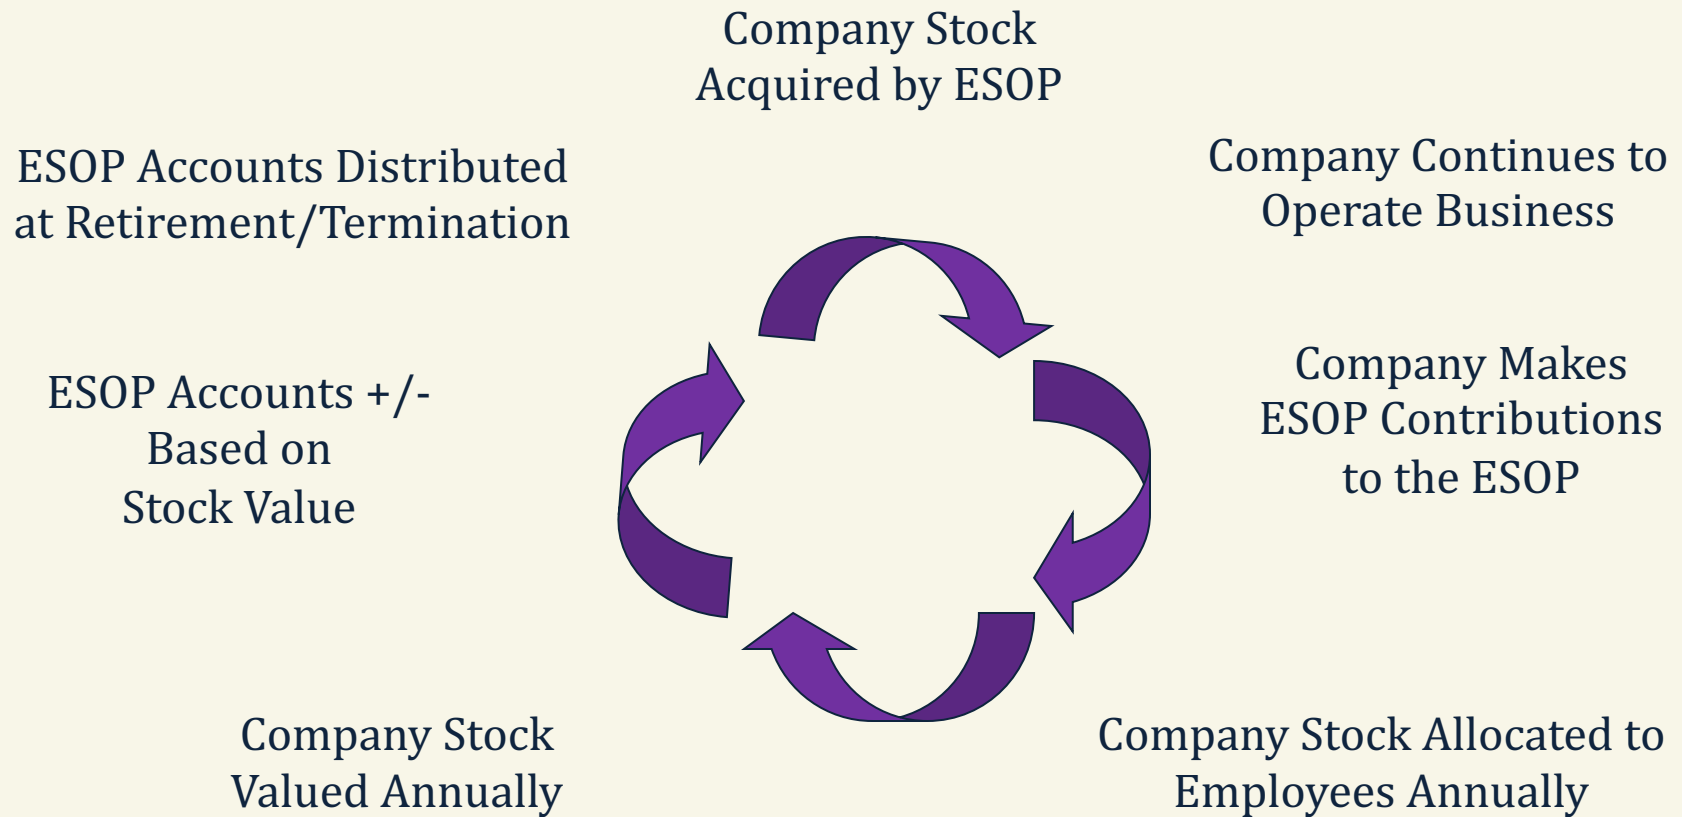 Company Stock
Acquired by ESOP
Company Continues to
Operate Business
Company Makes
ESOP Contributions
to the ESOP
Company Stock Allocated to
Employees Annually
Company Stock
Valued Annually
ESOP Accounts +/-
Based on
Stock Value
ESOP Accounts Distributed
at Retirement/Termination